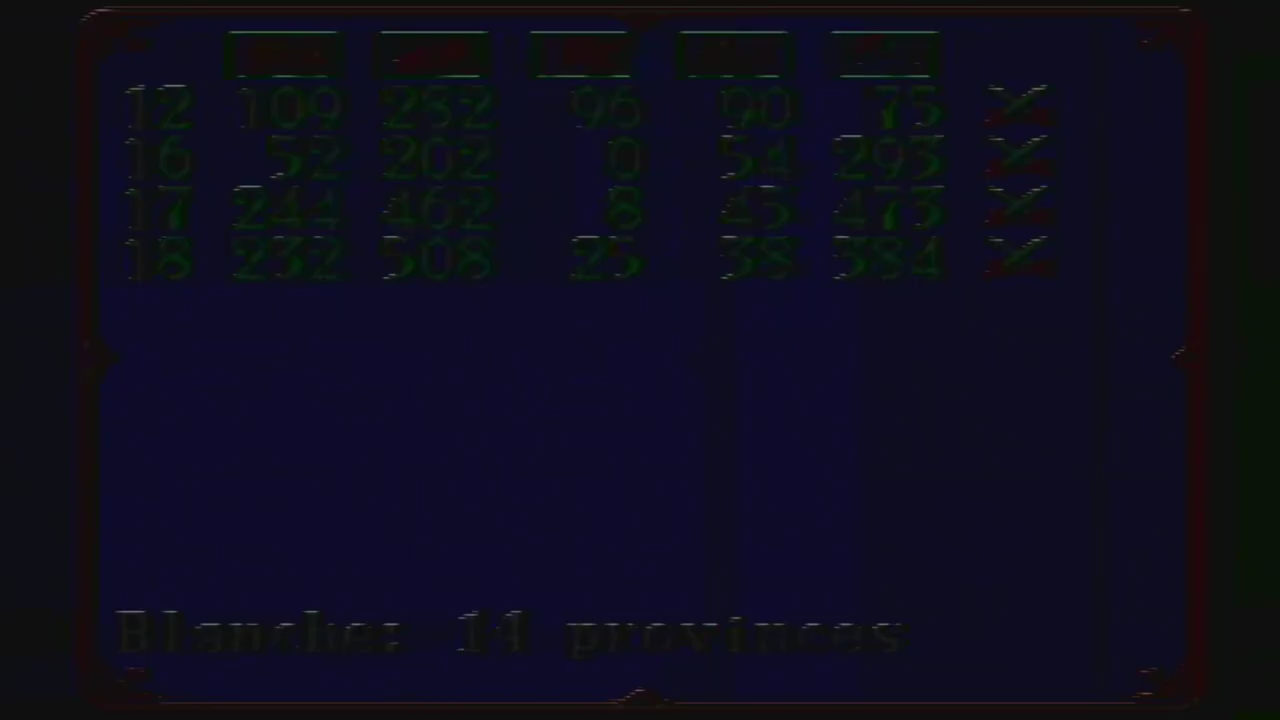 12 109 252 96 90 75
16 52 202 0 54 293
17 244 462 8 45 473
18 232 508 25 38 384
Blanche: 14 provinces